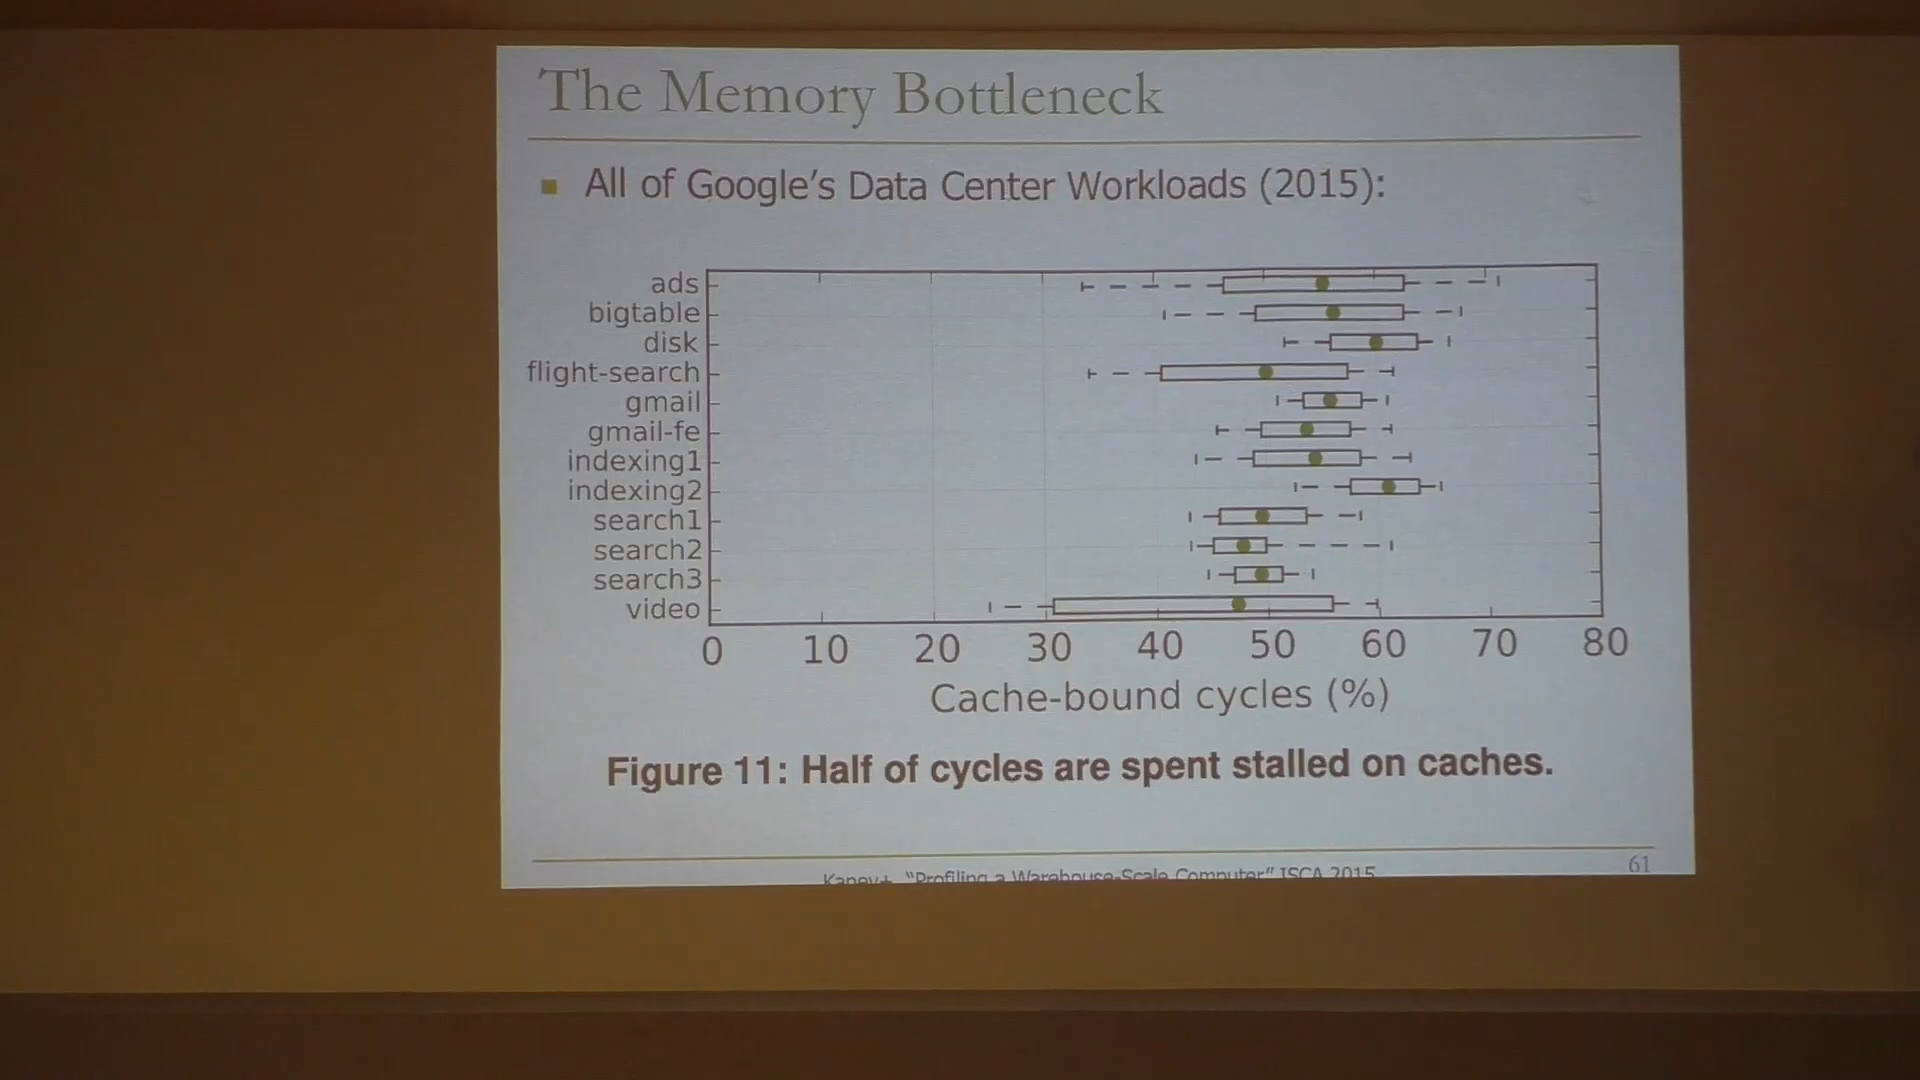 The Memory Bottleneck
All of Google's Data Center Workloads (2015):
ads
bigtable
disk
flight-search
gmail
gmail-fe
indexing1
indexing2
search1
search2
search3
video
0 10 20 30 40 50 60 70 80
Cache-bound cycles (%)
Figure 11: Half of cycles are spent stalled on caches.
Kanev+, "Profiling a Warehouse-Scale Computer" ISCA 2015
61